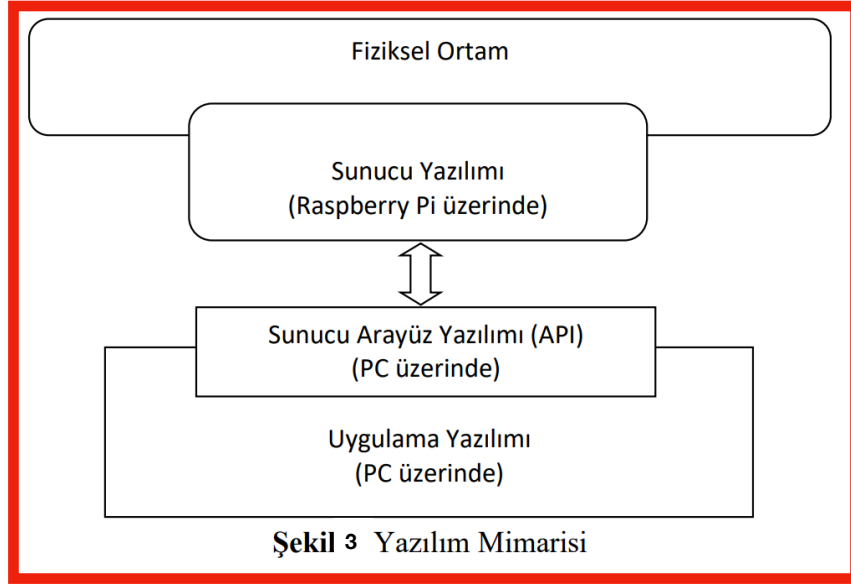 Fiziksel Ortam
Sunucu Yazılımı
(Raspberry Pi üzerinde)
Sunucu Arayüz Yazılımı (API)
(PC üzerinde)
Uygulama Yazılımı
(PC üzerinde)
Şekil 3 Yazılım Mimarisi